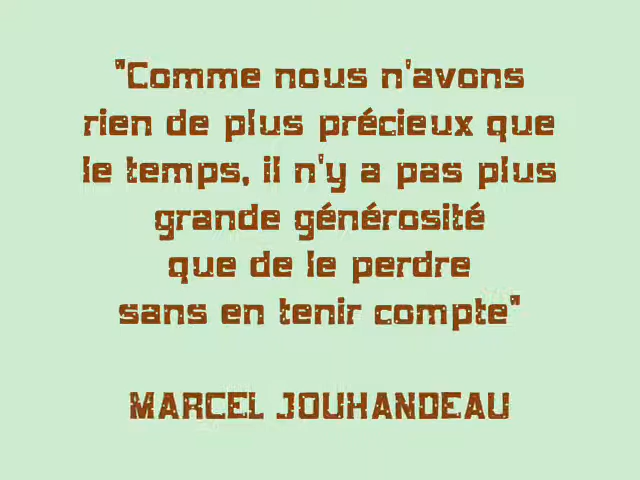 "Comme nous n'avons
rien de plus précieux que
le temps, il n'y a pas plus
grande générosité
que de le perdre
sans en tenir compte"
MARCEL JOUHANDEAU